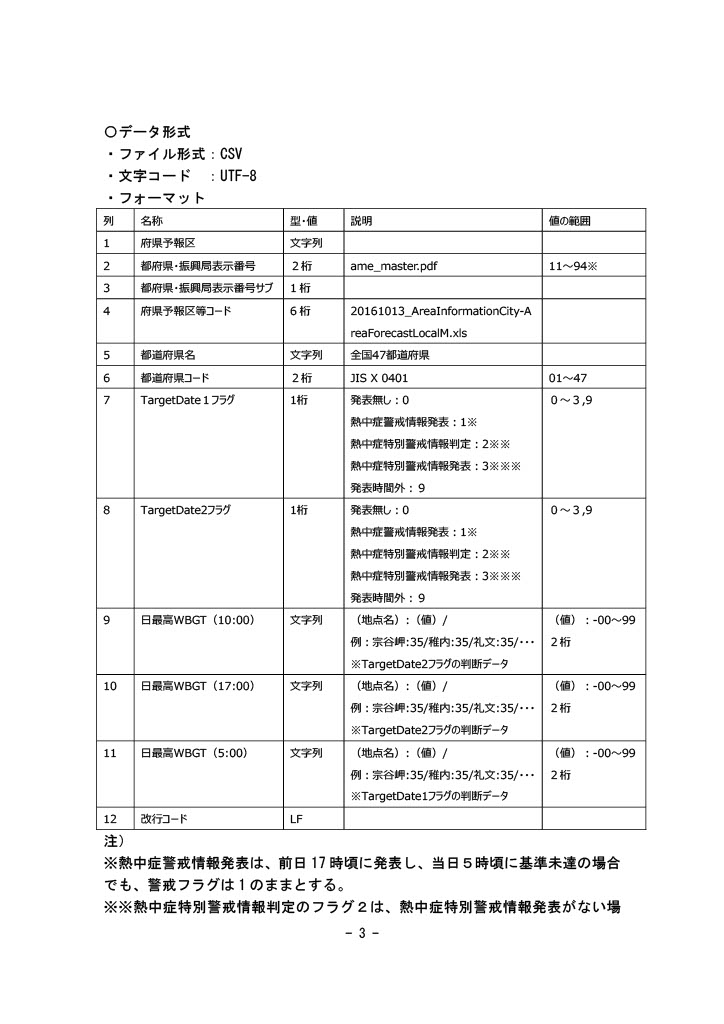 〇データ形式
・ファイル形式：CSV
・文字コード　：UTF-8
・フォーマット
列 名称 型・値 説明 値の範囲
1 府県予報区 文字列
2 都府県・振興局表示番号 ２桁 ame_master.pdf 11～94※
3 都府県・振興局表示番号サブ 1 桁
4 府県予報区等コード 6 桁 20161013_AreaInformationCity-A
reaForecastLocalM.xls
5 都道府県名 文字列 全国47都道府県
6 都道府県コード ２桁 JIS X 0401 01～47
7 TargetDate１フラグ 1桁 発表無し：0 ０～３,9
熱中症警戒情報発表：1※
熱中症特別警戒情報判定：2※※
熱中症特別警戒情報発表：3※※※
発表時間外：９
8 TargetDate2フラグ 1桁 発表無し：0 ０～３,9
熱中症警戒情報発表：1※
熱中症特別警戒情報判定：2※※
熱中症特別警戒情報発表：3※※※
発表時間外：９
9 日最高WBGT（10:00） 文字列 （地点名）:（値）/ （値）：-00～99
例：宗谷岬:35/稚内:35/礼文:35/・・・ ２桁
※TargetDate2フラグの判断データ
10 日最高WBGT（17:00） 文字列 （地点名）:（値）/ （値）：-00～99
例：宗谷岬:35/稚内:35/礼文:35/・・・ ２桁
※TargetDate2フラグの判断データ
11 日最高WBGT（5:00） 文字列 （地点名）:（値）/ （値）：-00～99
例：宗谷岬:35/稚内:35/礼文:35/・・・ ２桁
※TargetDate1フラグの判断データ
12 改行コード LF
注）
※熱中症警戒情報発表は、前日 17 時頃に発表し、当日５時頃に基準未達の場合
でも、警戒フラグは１のままとする。
※※熱中症特別警戒情報判定のフラグ２は、熱中症特別警戒情報発表がない場
- 3 -